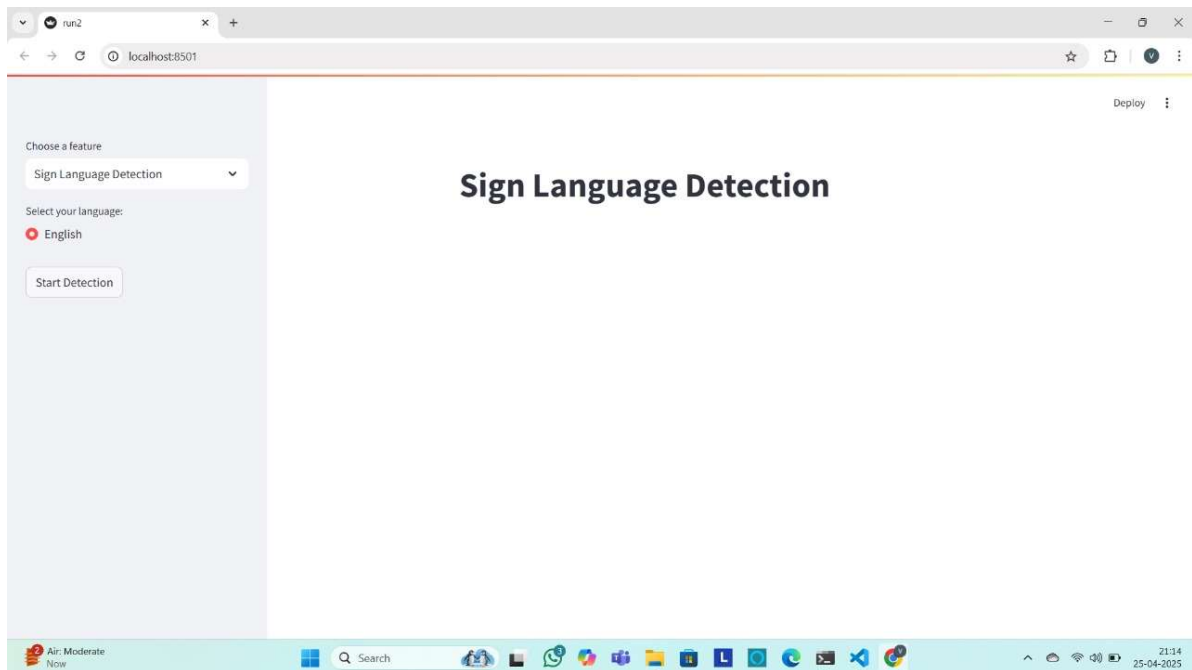 run2
localhost:8501
V
Deploy
Choose a feature
Sign Language Detection
Select your language:
English
Start Detection
Sign Language Detection
2
Air: Moderate
Now
Search
L
21:14
25-04-2025